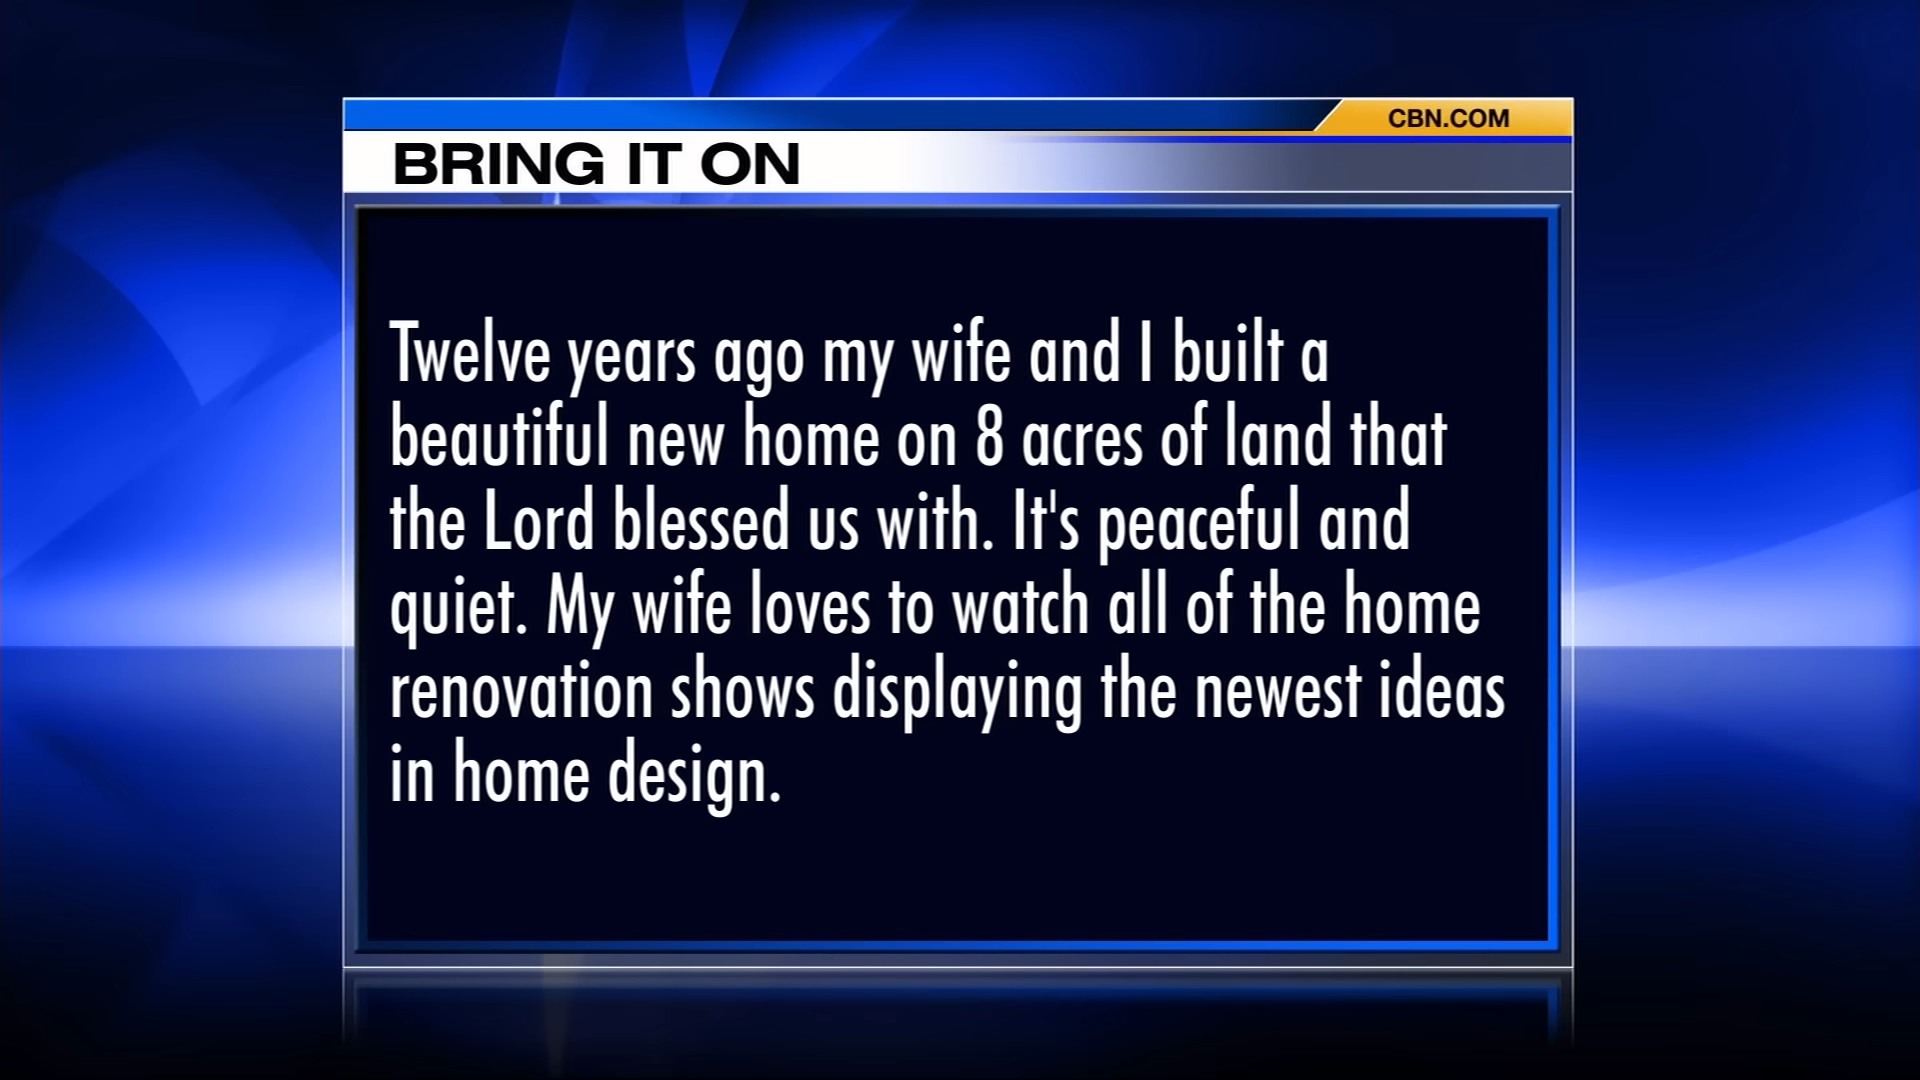 CBN.COM
BRING IT ON
Twelve years ago my wife and I built a
beautiful new home on 8 acres of land that
the Lord blessed us with. It's peaceful and
quiet. My wife loves to watch all of the home
renovation shows displaying the newest ideas
in home design.